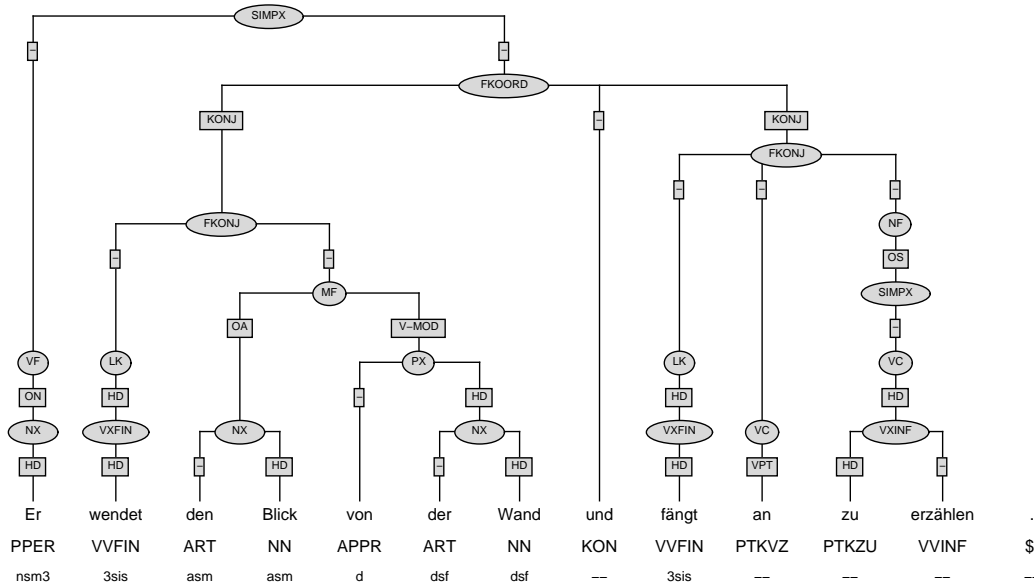 SIMPX
– –
FKOORD
KONJ – KONJ
FKONJ
– – –
FKONJ NF
– – OS
MF SIMPX
OA V–MOD –
VF LK PX LK VC
ON HD – HD HD HD
NX VXFIN NX NX VXFIN VC VXINF
HD HD – HD – HD HD VPT HD –
Er wendet den Blick von der Wand und fängt an zu erzählen .
PPER VVFIN ART NN APPR ART NN KON VVFIN PTKVZ PTKZU VVINF $
nsm3 3sis asm asm d dsf dsf –– 3sis –– –– –– ––